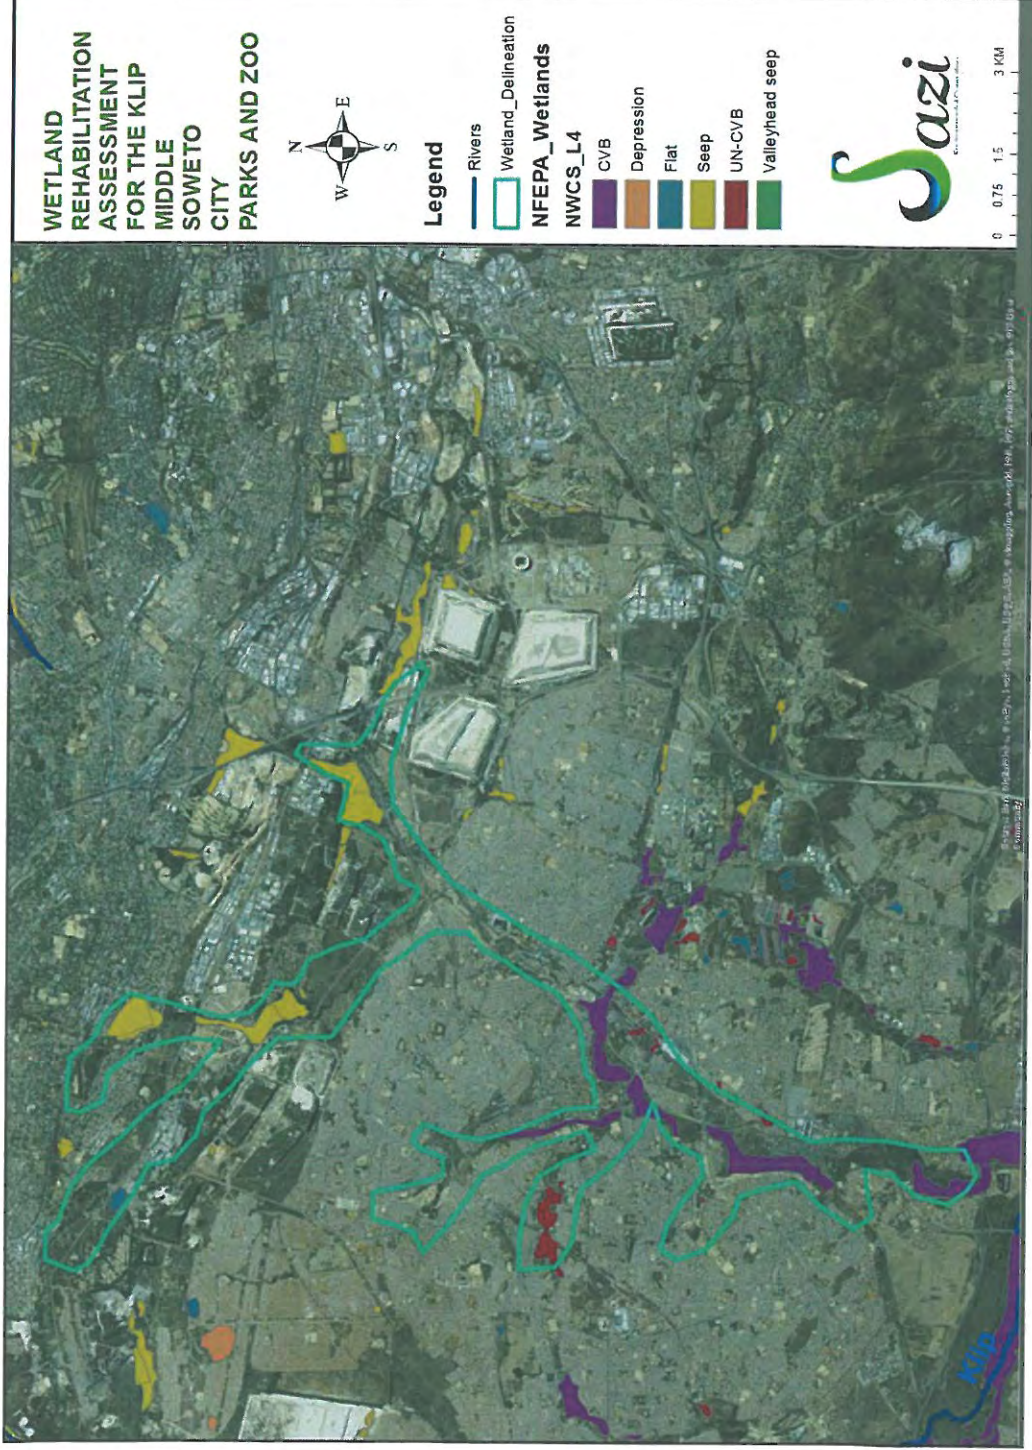 WETLAND
REHABILITATION
ASSESSMENT
FOR THE KLIP
MIDDLE
SOWETO
CITY
PARKS AND ZOO
N
W E
S
Legend
Rivers
Wetland_Delineation
NFEPA_Wetlands
NWCS_L4
CVB
Depression
Flat
Seep
UN-CVB
Valleyhead seep
Sazi
0 0.75 1.5 3 KM
Klip